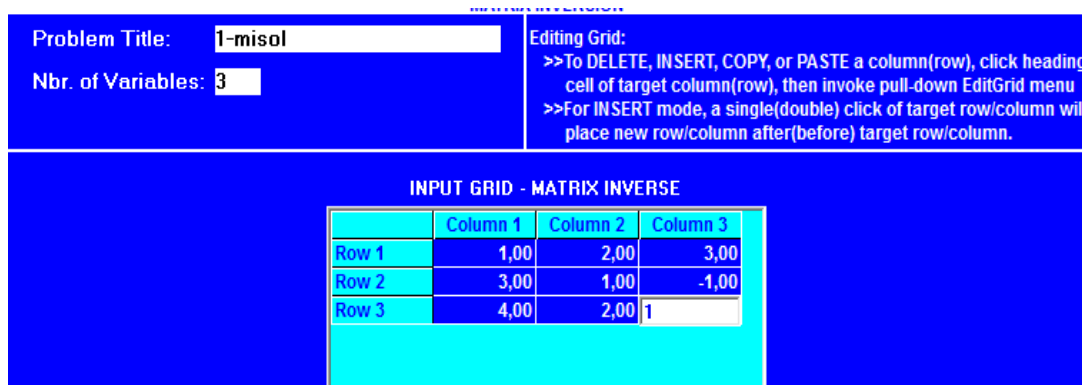 MATRIX INVERSION
Problem Title: 1-misol
Nbr. of Variables: 3
Editing Grid:
>>To DELETE, INSERT, COPY, or PASTE a column(row), click heading
cell of target column(row), then invoke pull-down EditGrid menu
>>For INSERT mode, a single(double) click of target row/column wil
place new row/column after(before) target row/column.
INPUT GRID - MATRIX INVERSE
Column 1 Column 2 Column 3
Row 1 1,00 2,00 3,00
Row 2 3,00 1,00 -1,00
Row 3 4,00 2,00 1